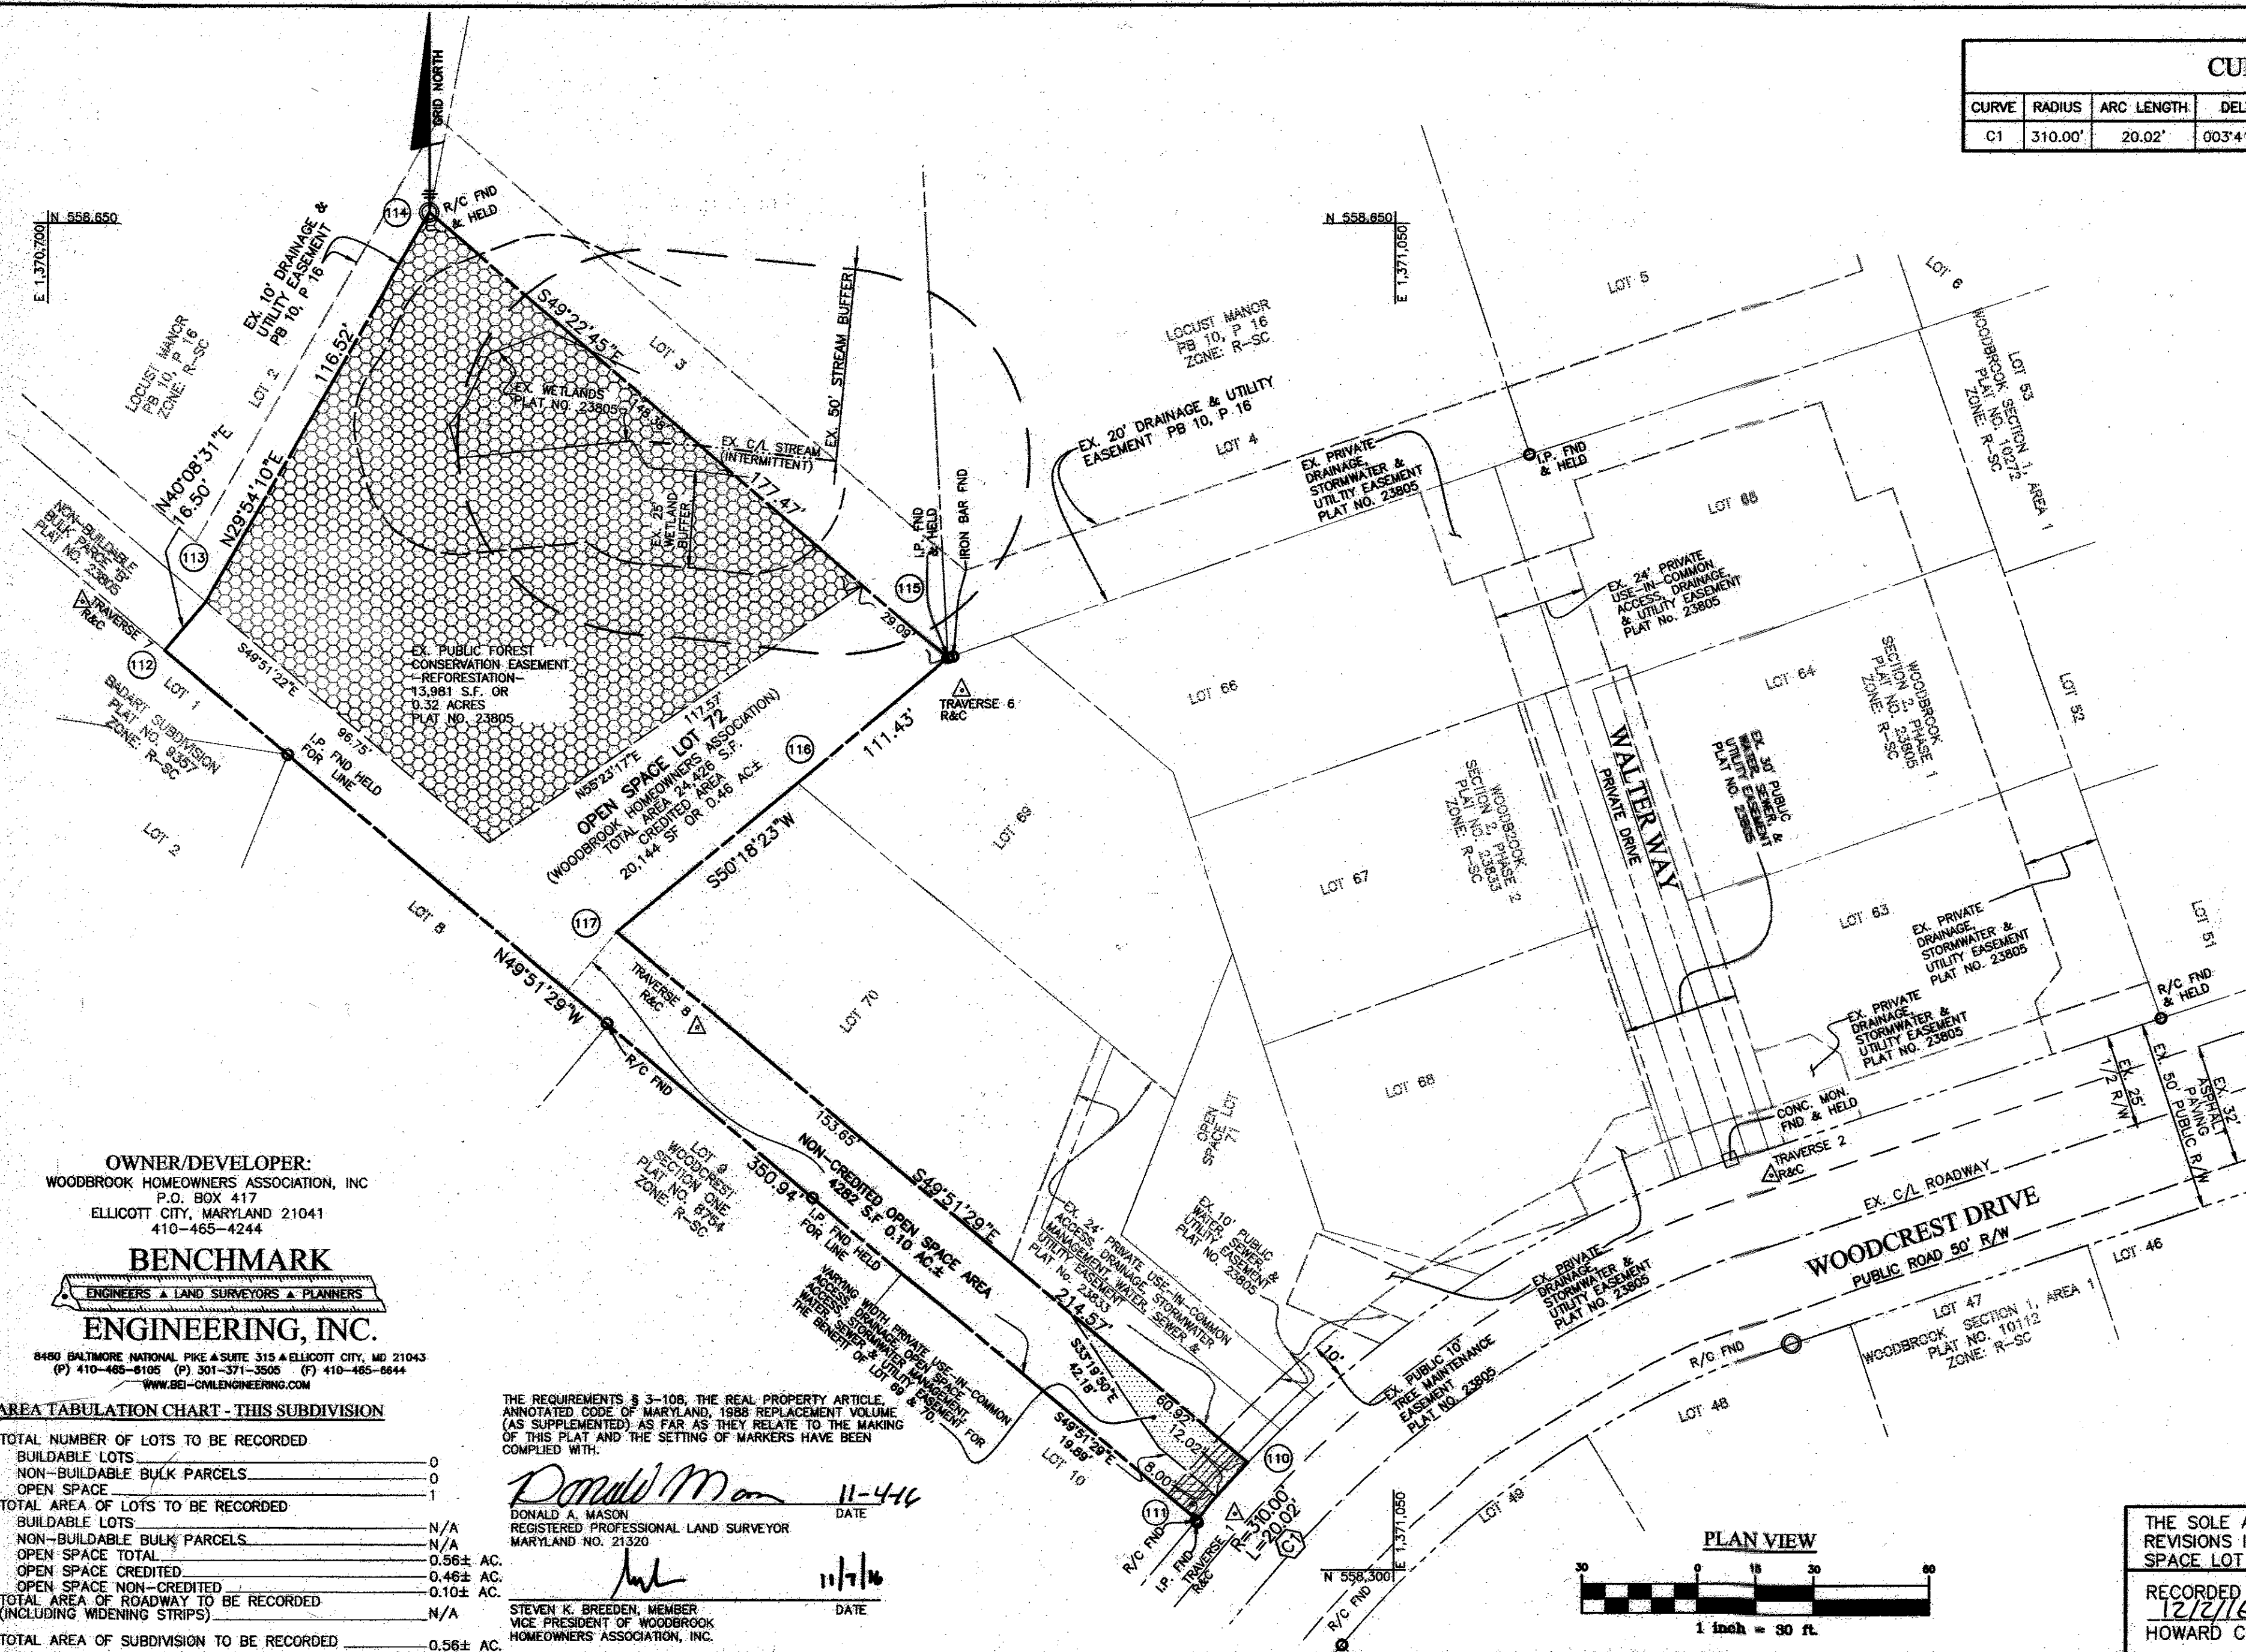 GRID NORTH
CURVE RADIUS ARC LENGTH
C1 310.00' 20.02'
N 558,650
E 1,370,700
N 558,650
E 1,371,050
114
R/C FND
& HELD
EX. 10' DRAINAGE &
UTILITY EASEMENT
PB 10, P 16
LOCUST MANOR
PB 10, P 16
ZONE: R-SC
LOT 2
116.52'
N29°54'10"E
N40°08'31"E
16.50'
113
NON-BUILDABLE
BULK PARCEL 'B'
PLAT NO. 23805
TRAVERSE 7
R&C
112
LOT 1
BADART SUBDIVISION
PLAT NO. 9357
ZONE: R-SC
LOT 2
S49°22'45"E
LOT 3
EX. WETLANDS
PLAT NO. 23805
148.38'
EX. C/L STREAM
(INTERMITTENT)
EX. 50' STREAM BUFFER
177.47'
EX. 25'
WETLAND
BUFFER
115
29.09'
I.P. FND
& HELD
IRON BAR FND
TRAVERSE 6
R&C
S49°51'22"E
96.75'
I.P. FND HELD
FOR LINE
EX. PUBLIC FOREST
CONSERVATION EASEMENT
-REFORESTATION-
13,981 S.F. OR
0.32 ACRES
PLAT NO. 23805
N55°23'17"E
117.57'
OPEN SPACE LOT 72
(WOODBROOK HOMEOWNERS ASSOCIATION)
TOTAL AREA 24,426 S.F.
CREDITED AREA
20,144 SF OR 0.46 AC±
116
111.43'
S50°18'23"W
117
LOT 8
N49°51'29"W
TRAVERSE 8
R&C
R/C FND
LOT 70
LOT 69
LOCUST MANOR
PB 10, P 16
ZONE: R-SC
EX. 20' DRAINAGE & UTILITY
EASEMENT PB 10, P 16
LOT 4
LOT 5
LOT 6
I.P. FND
& HELD
EX. PRIVATE
DRAINAGE,
STORMWATER &
UTILTIY EASEMENT
PLAT NO. 23805
LOT 53
WOODBROOK SECTION 1, AREA 1
PLAT NO. 10272
ZONE: R-SC
LOT 65
EX. 24' PRIVATE
USE-IN-COMMON
ACCESS, DRAINAGE,
& UTILITY EASEMENT
PLAT No. 23805
LOT 64
WOODBROOK
SECTION 2, PHASE 1
PLAT NO. 23805
ZONE: R-SC
LOT 52
LOT 66
WALTER WAY
PRIVATE DRIVE
EX. 30' PUBLIC
WATER, SEWER, &
UTILITY EASEMENT
PLAT NO. 23805
LOT 67
WOODBROOK
SECTION 2, PHASE 2
PLAT NO. 23833
ZONE: R-SC
LOT 63
EX. PRIVATE
DRAINAGE,
STORMWATER &
UTILITY EASEMENT
PLAT NO. 23805
LOT 51
R/C FND
& HELD
EX. PRIVATE
DRAINAGE,
STORMWATER &
UTILITY EASEMENT
PLAT NO. 23805
LOT 68
OPEN
SPACE LOT
71
CONC. MON.
FND & HELD
TRAVERSE 2
R&C
EX. 25'
1/2 R/W
EX. 50' PUBLIC R/W
EX. 32'
ASPHALT
PAVING
EX. C/L ROADWAY
WOODCREST DRIVE
PUBLIC ROAD 50' R/W
LOT 46
LOT 47
WOODBROOK SECTION 1, AREA 1
PLAT NO. 10112
ZONE: R-SC
R/C FND
LOT 48
LOT 49
153.65'
NON-CREDITED OPEN SPACE AREA
4282 S.F 0.10 AC.±
S49°51'29"E
214.57'
LOT 9
WOODCREST
SECTION ONE
PLAT NO. 8754
ZONE: R-SC
350.94'
I.P. FND HELD
FOR LINE
VARYING WIDTH PRIVATE USE-IN-COMMON
ACCESS, DRAINAGE, OPEN SPACE,
ACCESS, STORMWATER MANAGEMENT,
WATER SEWER & UTILITY EASEMENT FOR
THE BENEFIT OF LOT 69 & 70.
EX. 24' PRIVATE USE-IN-COMMON
ACCESS, DRAINAGE, STORMWATER
MANAGEMENT, WATER, SEWER &
UTILITY EASEMENT
PLAT No. 23833
EX. 10' PUBLIC
WATER, SEWER, &
UTILITY EASEMENT
PLAT NO. 23805
EX. PRIVATE
DRAINAGE,
STORMWATER &
UTILITY EASEMENT
PLAT NO. 23805
10'
EX. PUBLIC 10'
TREE MAINTENANCE
EASEMENT
PLAT NO. 23805
S33°19'50"E
42.18'
60.92'
12.02'
8.00'
S49°51'29"E
19.89'
LOT 10
110
111
R/C FND
I.P. FND
TRAVERSE 1
R&C
R=310.00'
L=20.02'
C1
R/C FND
N 558,300
E 1,371,050
OWNER/DEVELOPER:
WOODBROOK HOMEOWNERS ASSOCIATION, INC
P.O. BOX 417
ELLICOTT CITY, MARYLAND 21041
410-465-4244
BENCHMARK
ENGINEERS ▲ LAND SURVEYORS ▲ PLANNERS
ENGINEERING, INC.
8480 BALTIMORE NATIONAL PIKE ▲ SUITE 315 ▲ ELLICOTT CITY, MD 21043
(P) 410-465-6105 (P) 301-371-3505 (F) 410-465-6644
WWW.BEI-CIVILENGINEERING.COM
AREA TABULATION CHART - THIS SUBDIVISION
TOTAL NUMBER OF LOTS TO BE RECORDED
BUILDABLE LOTS 0
NON-BUILDABLE BULK PARCELS 0
OPEN SPACE 1
TOTAL AREA OF LOTS TO BE RECORDED
BUILDABLE LOTS N/A
NON-BUILDABLE BULK PARCELS N/A
OPEN SPACE TOTAL 0.56± AC.
OPEN SPACE CREDITED 0.46± AC.
OPEN SPACE NON-CREDITED 0.10± AC.
TOTAL AREA OF ROADWAY TO BE RECORDED
(INCLUDING WIDENING STRIPS) N/A
TOTAL AREA OF SUBDIVISION TO BE RECORDED 0.56± AC.
THE REQUIREMENTS § 3-108, THE REAL PROPERTY ARTICLE,
ANNOTATED CODE OF MARYLAND, 1988 REPLACEMENT VOLUME
(AS SUPPLEMENTED) AS FAR AS THEY RELATE TO THE MAKING
OF THIS PLAT AND THE SETTING OF MARKERS HAVE BEEN
COMPLIED WITH.
Donald Mason 11-4-16
DONALD A. MASON DATE
REGISTERED PROFESSIONAL LAND SURVEYOR
MARYLAND NO. 21320
11/7/16
STEVEN K. BREEDEN, MEMBER DATE
VICE PRESIDENT OF WOODBROOK
HOMEOWNERS ASSOCIATION, INC.
PLAN VIEW
30 0 15 30 60
1 inch = 30 ft.
THE SOLE
REVISIONS
SPACE LOT
RECORDED
12/2/16
HOWARD